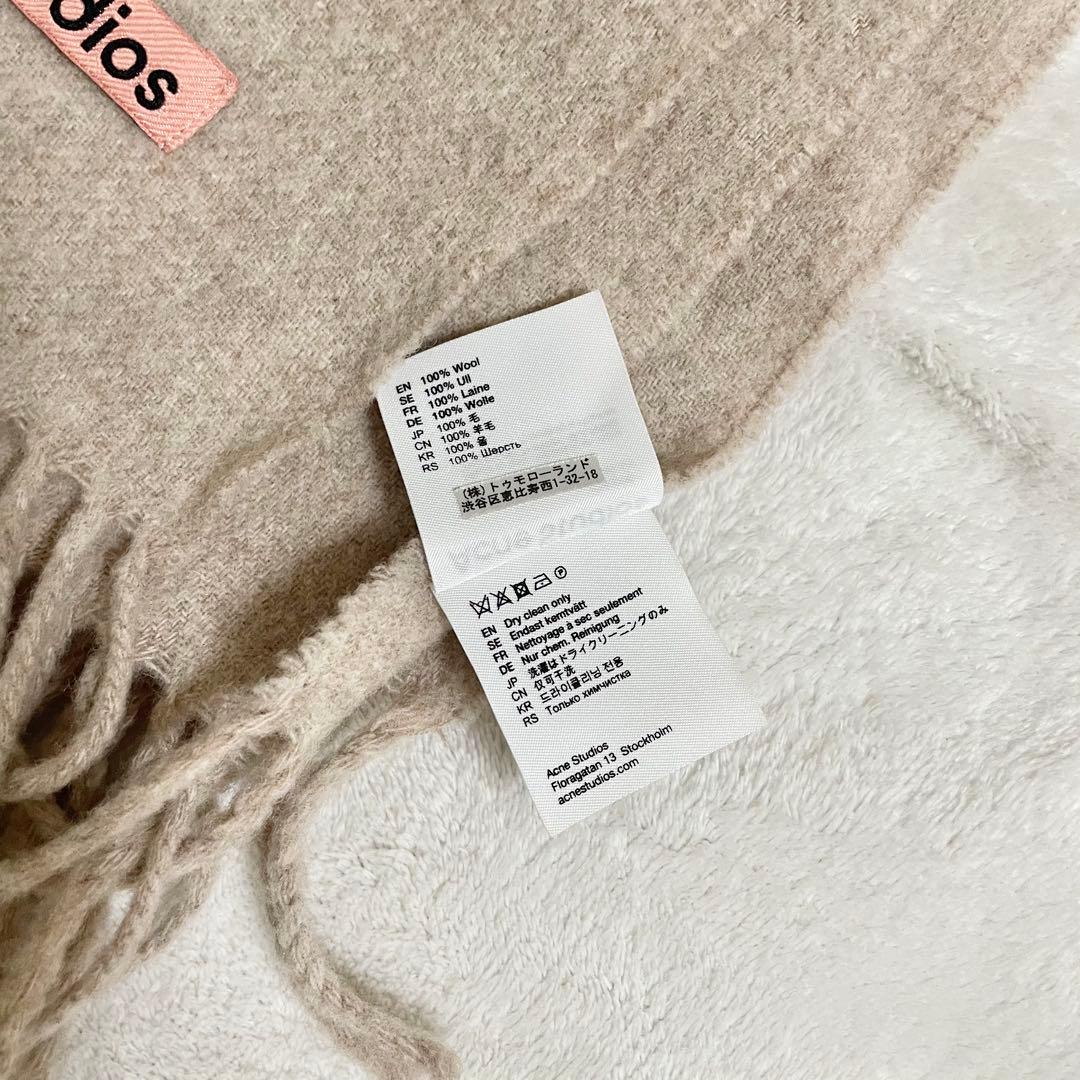 dios
EN 100% Wool
SE 100% Ull
FR 100% Laine
DE 100% Wolle
JP 100% 毛
CN 100% 羊毛
KR 100% 울
RS 100% Шерсть
(株)トゥモローランド
渋谷区恵比寿西1-32-18
Acne Studios
P
EN Dry clean only
SE Endast kemtvätt
FR Nettoyage à sec seulement
DE Nur chem. Reinigung
JP 洗濯はドライクリーニングのみ
CN 仅可干洗
KR 드라이클리닝 전용
RS Только химчистка
Acne Studios
Floragatan 13 Stockholm
acnestudios.com